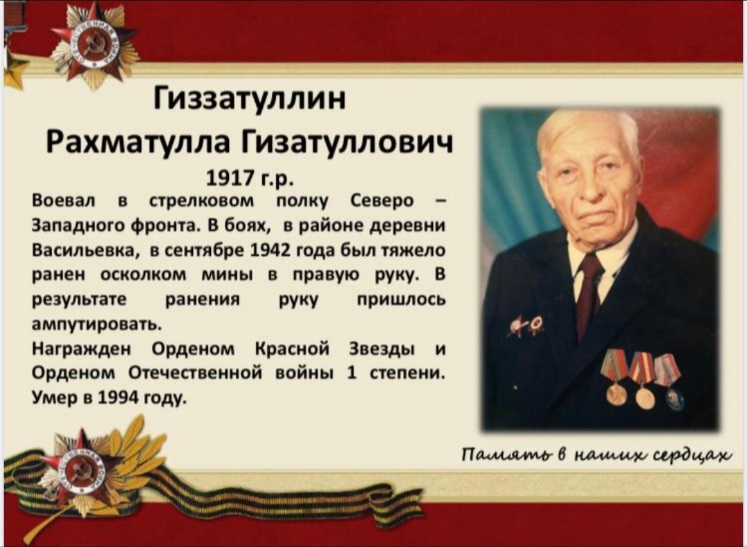 Гиззатуллин
Рахматулла Гизатуллович
1917 г.р.
Воевал в стрелковом полку Северо –
Западного фронта. В боях, в районе деревни
Васильевка, в сентябре 1942 года был тяжело
ранен осколком мины в правую руку. В
результате ранения руку пришлось
ампутировать.
Награжден Орденом Красной Звезды и
Орденом Отечественной войны 1 степени.
Умер в 1994 году.
Память в наших сердцах